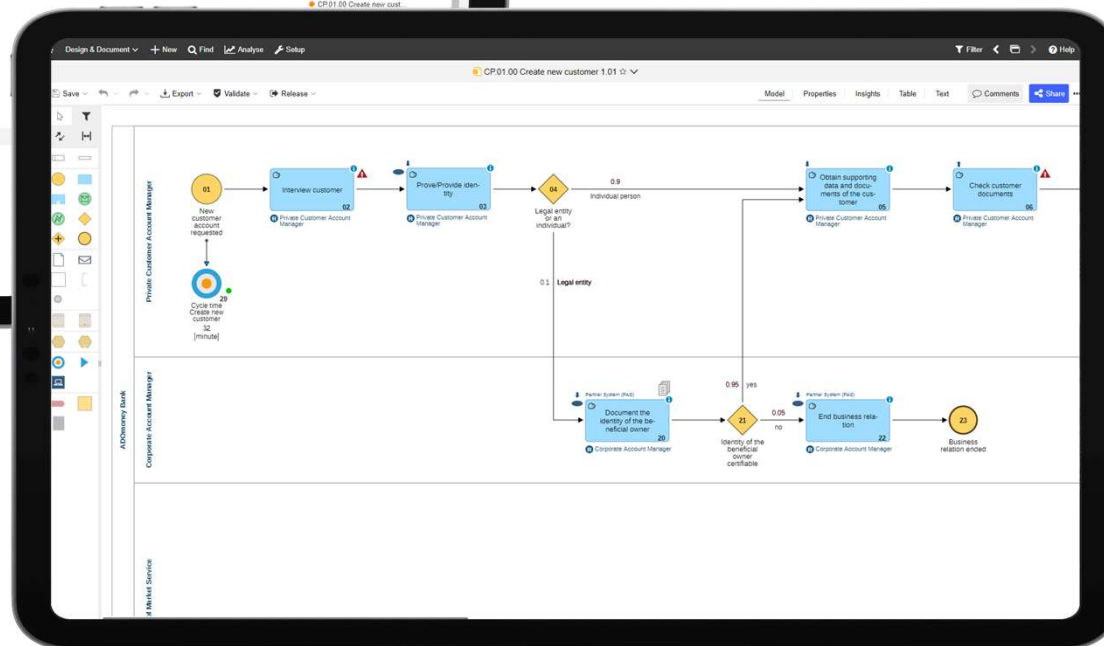 CP.01.00 Create new cust...
Design & Document
New
Find
Analyse
Setup
Filter
Help
CP.01.00 Create new customer 1.01
Save
Export
Validate
Release
Model
Properties
Insights
Table
Text
Comments
Share
ADOmoney Bank
Private Customer Account Manager
01
New
customer
account
requested
29
Cycle time
Create new
customer
32
[minute]
Interview customer
02
Private Customer Account
Manager
Prove/Provide iden-
tity
03
Private Customer Account
Manager
04
Legal entity
or an
individual?
0.9
Individual person
0.1
Legal entity
Obtain supporting
data and docu-
ments of the cus-
tomer
05
Private Customer Account
Manager
Check customer
documents
06
Private Customer Account
Manager
Corporate Account Manager
Partner System (PAS)
Document the
identity of the be-
neficial owner
20
Corporate Account Manager
0.95 yes
21
Identity of the
beneficial
owner
certifiable
0.05
no
Partner System (PAS)
End business rela-
tion
22
Corporate Account Manager
23
Business
relation ended
Market Service